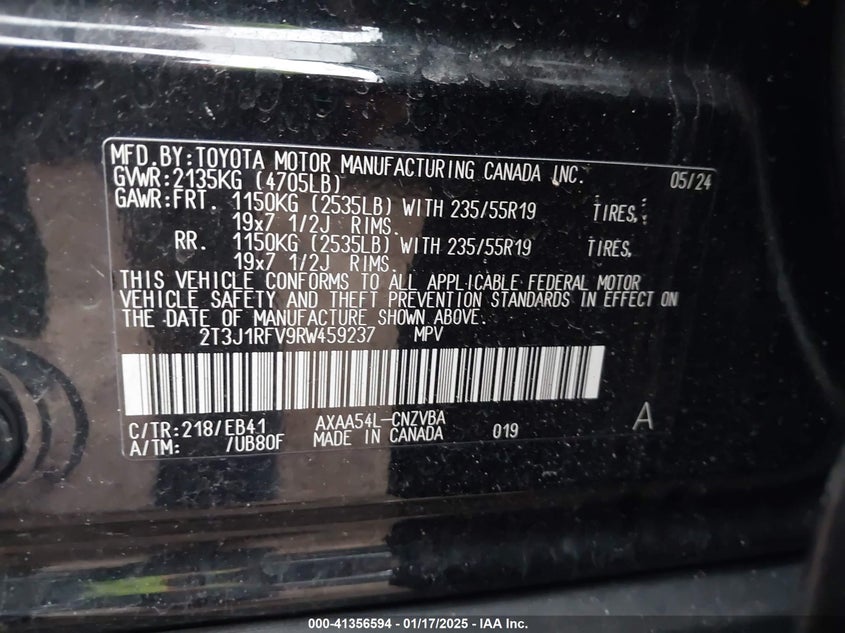 MFD.BY:TOYOTA MOTOR MANUFACTURING CANADA INC. 05/24
GVWR:2135KG (4705LB)
GAWR:FRT. 1150KG (2535LB) WITH 235/55R19 TIRES,
19x7 1/2J RIMS.
RR. 1150KG (2535LB) WITH 235/55R19 TIRES,
19x7 1/2J RIMS.
THIS VEHICLE CONFORMS TO ALL APPLICABLE FEDERAL MOTOR
VEHICLE SAFETY AND THEFT PREVENTION STANDARDS IN EFFECT ON
THE DATE OF MANUFACTURE SHOWN ABOVE.
2T3J1RFV9RW459237 MPV
C/TR:218/EB41 AXAA54L-CNZVBA A
A/TM: /UB80F MADE IN CANADA 019
000-41356594 - 01/17/2025 - IAA Inc.